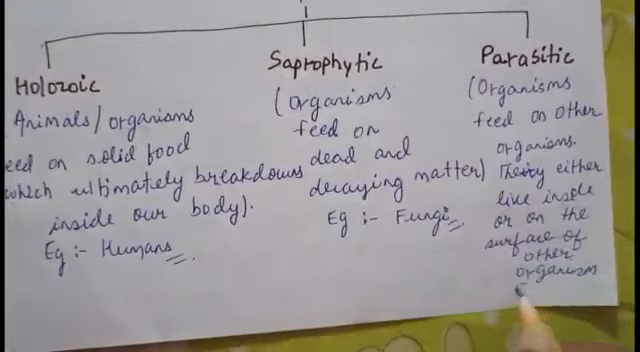 Holozoic
Animals/organisms
eed on solid food
which ultimately breakdowns
inside our body).
Eg :- Humans
Saprophytic
(organisms
feed on
dead and
decaying matter)
Eg :- Fungi
Parasitic
(Organisms
feed on other
organisms.
either
live inside
or on the
surface of
other
organism